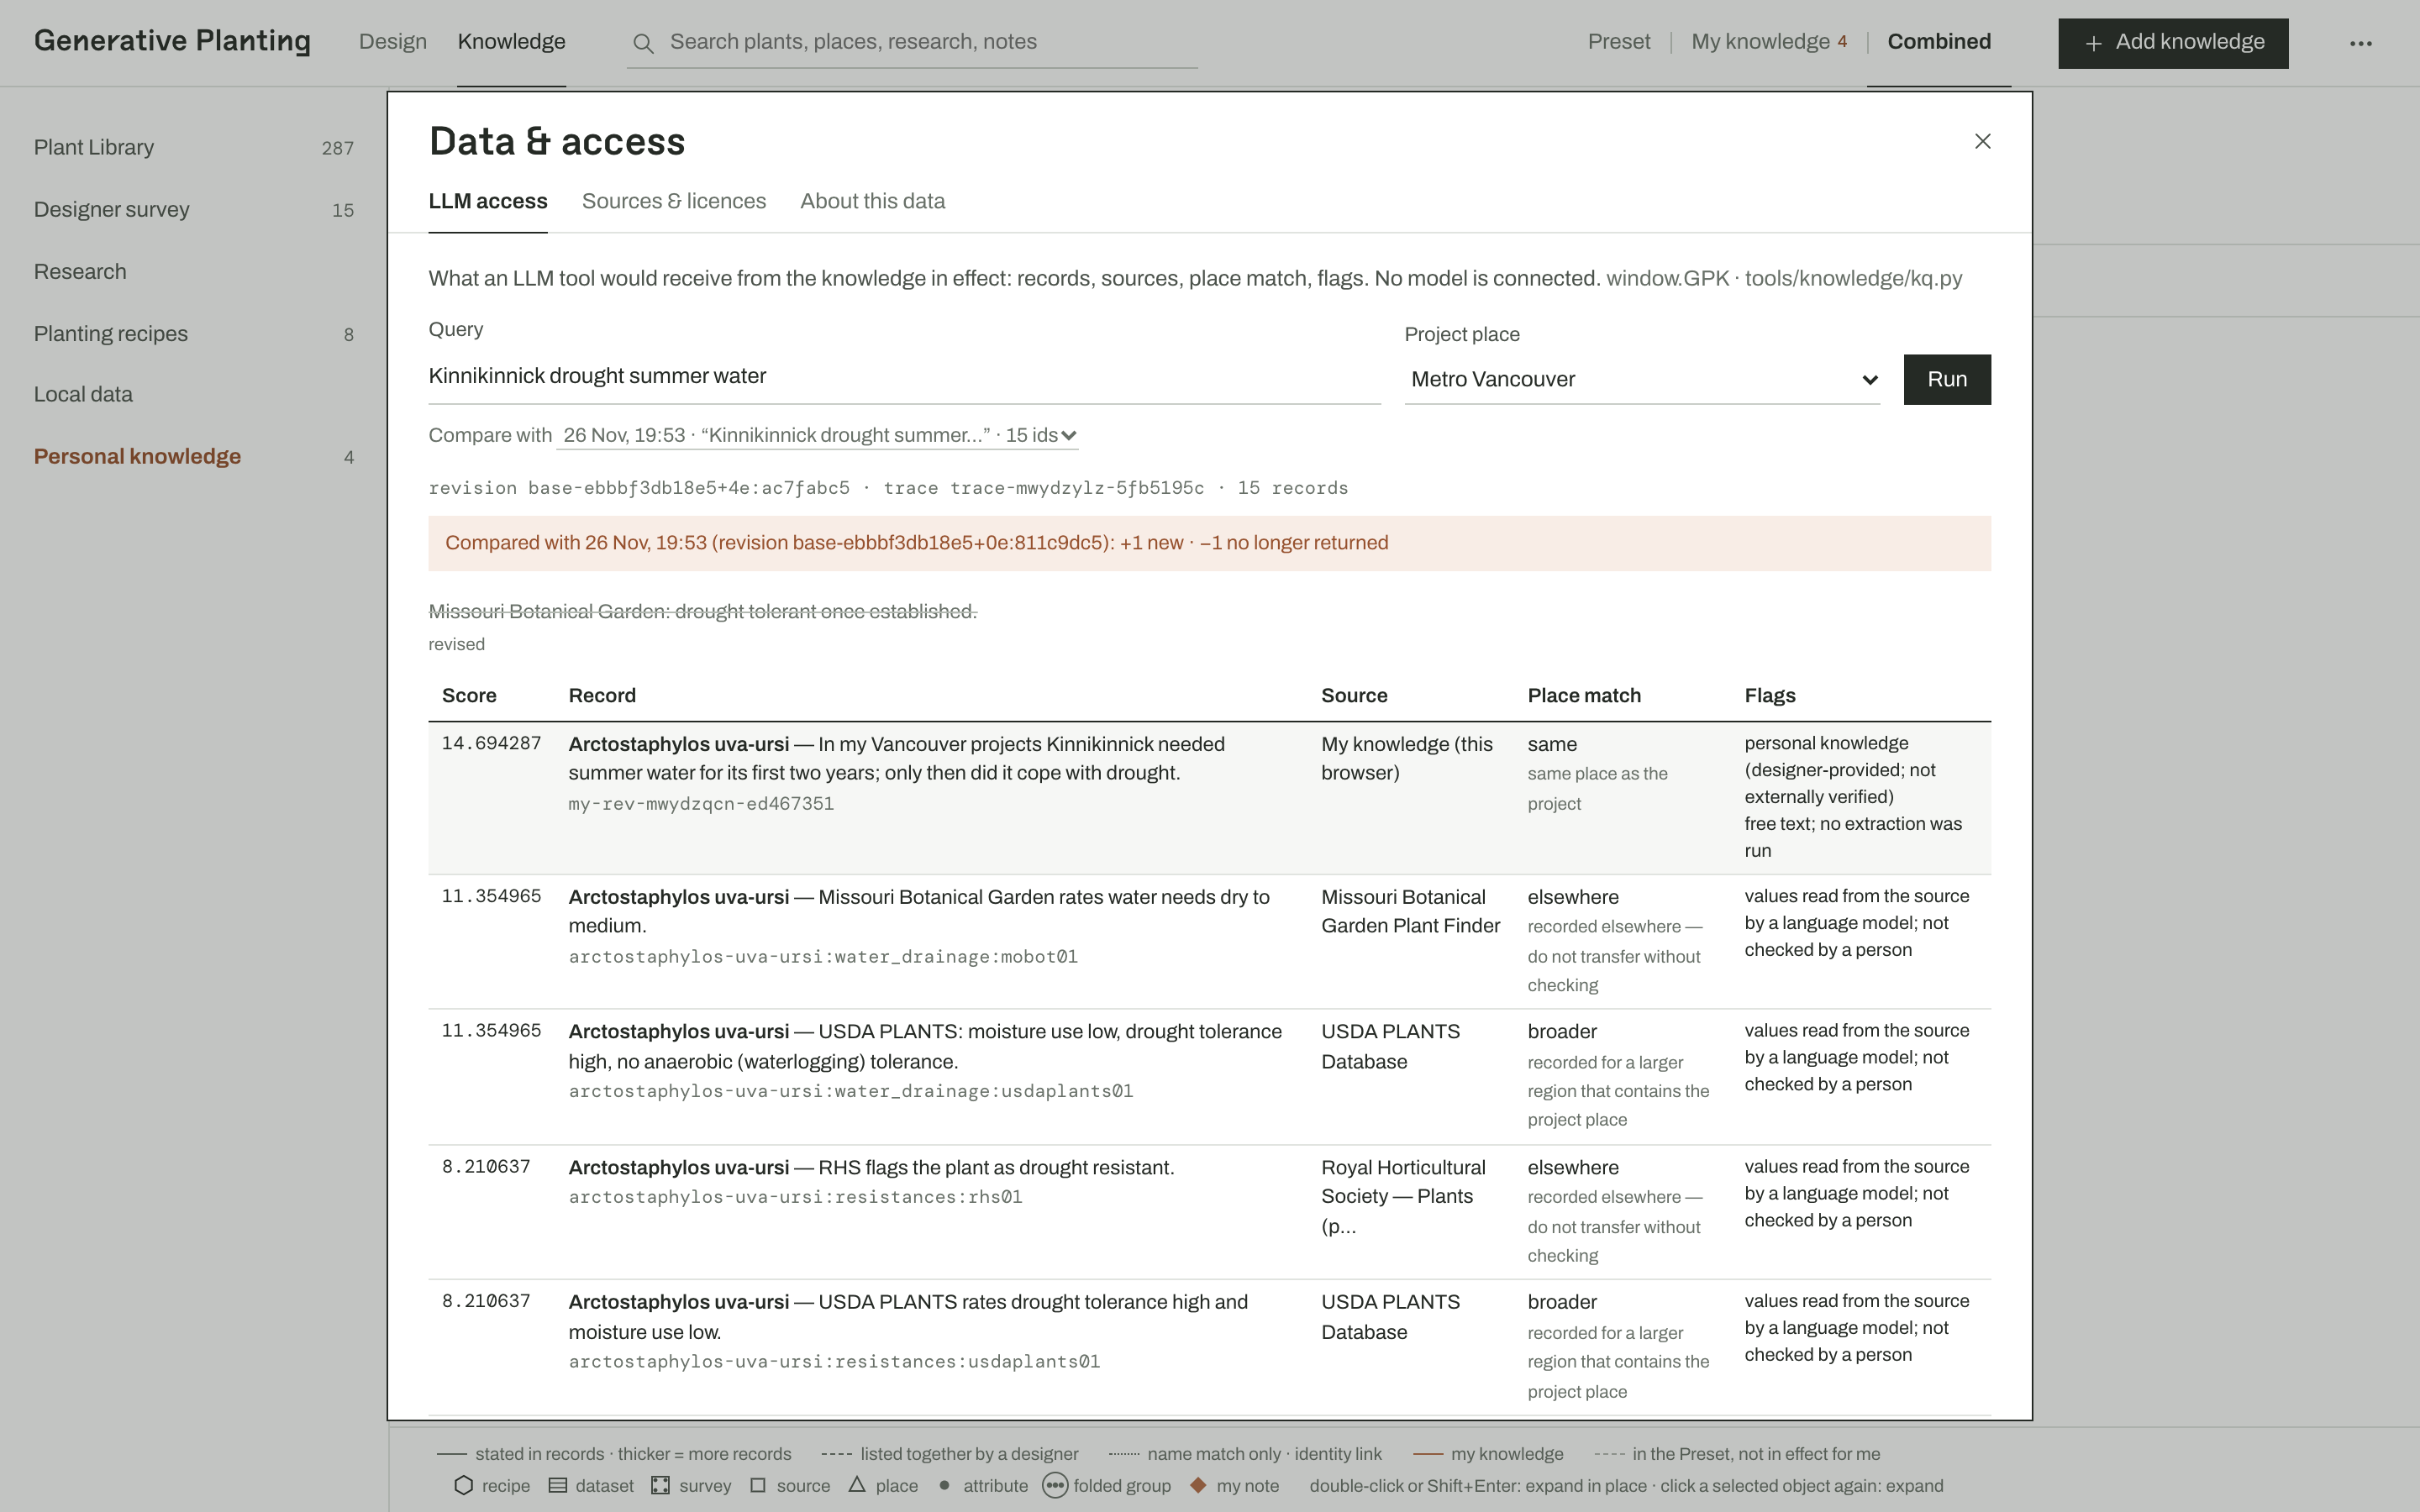 Generative Planting
Design
Knowledge
Search plants, places, research, notes
Preset
My knowledge 4
Combined
+ Add knowledge
Plant Library 287
Designer survey 15
Research
Planting recipes 8
Local data
Personal knowledge 4
Data & access
LLM access
Sources & licences
About this data
What an LLM tool would receive from the knowledge in effect: records, sources, place match, flags. No model is connected. window.GPK · tools/knowledge/kq.py
Query
Project place
Kinnikinnick drought summer water
Metro Vancouver
Run
Compare with 26 Nov, 19:53 · “Kinnikinnick drought summer…” · 15 ids
revision base-ebbbf3db18e5+4e:ac7fabc5 · trace trace-mwydzylz-5fb5195c · 15 records
Compared with 26 Nov, 19:53 (revision base-ebbbf3db18e5+0e:811c9dc5): +1 new · −1 no longer returned
Missouri Botanical Garden: drought tolerant once established.
revised
Score
Record
Source
Place match
Flags
14.694287
Arctostaphylos uva-ursi — In my Vancouver projects Kinnikinnick needed
summer water for its first two years; only then did it cope with drought.
my-rev-mwydzqcn-ed467351
My knowledge (this
browser)
same
same place as the
project
personal knowledge
(designer-provided; not
externally verified)
free text; no extraction was
run
11.354965
Arctostaphylos uva-ursi — Missouri Botanical Garden rates water needs dry to
medium.
arctostaphylos-uva-ursi:water_drainage:mobot01
Missouri Botanical
Garden Plant Finder
elsewhere
recorded elsewhere —
do not transfer without
checking
values read from the source
by a language model; not
checked by a person
11.354965
Arctostaphylos uva-ursi — USDA PLANTS: moisture use low, drought tolerance
high, no anaerobic (waterlogging) tolerance.
arctostaphylos-uva-ursi:water_drainage:usdaplants01
USDA PLANTS
Database
broader
recorded for a larger
region that contains the
project place
values read from the source
by a language model; not
checked by a person
8.210637
Arctostaphylos uva-ursi — RHS flags the plant as drought resistant.
arctostaphylos-uva-ursi:resistances:rhs01
Royal Horticultural
Society — Plants
(p…
elsewhere
recorded elsewhere —
do not transfer without
checking
values read from the source
by a language model; not
checked by a person
8.210637
Arctostaphylos uva-ursi — USDA PLANTS rates drought tolerance high and
moisture use low.
arctostaphylos-uva-ursi:resistances:usdaplants01
USDA PLANTS
Database
broader
recorded for a larger
region that contains the
project place
values read from the source
by a language model; not
checked by a person
stated in records · thicker = more records
listed together by a designer
name match only · identity link
my knowledge
in the Preset, not in effect for me
recipe
dataset
survey
source
place
attribute
folded group
my note
double-click or Shift+Enter: expand in place · click a selected object again: expand